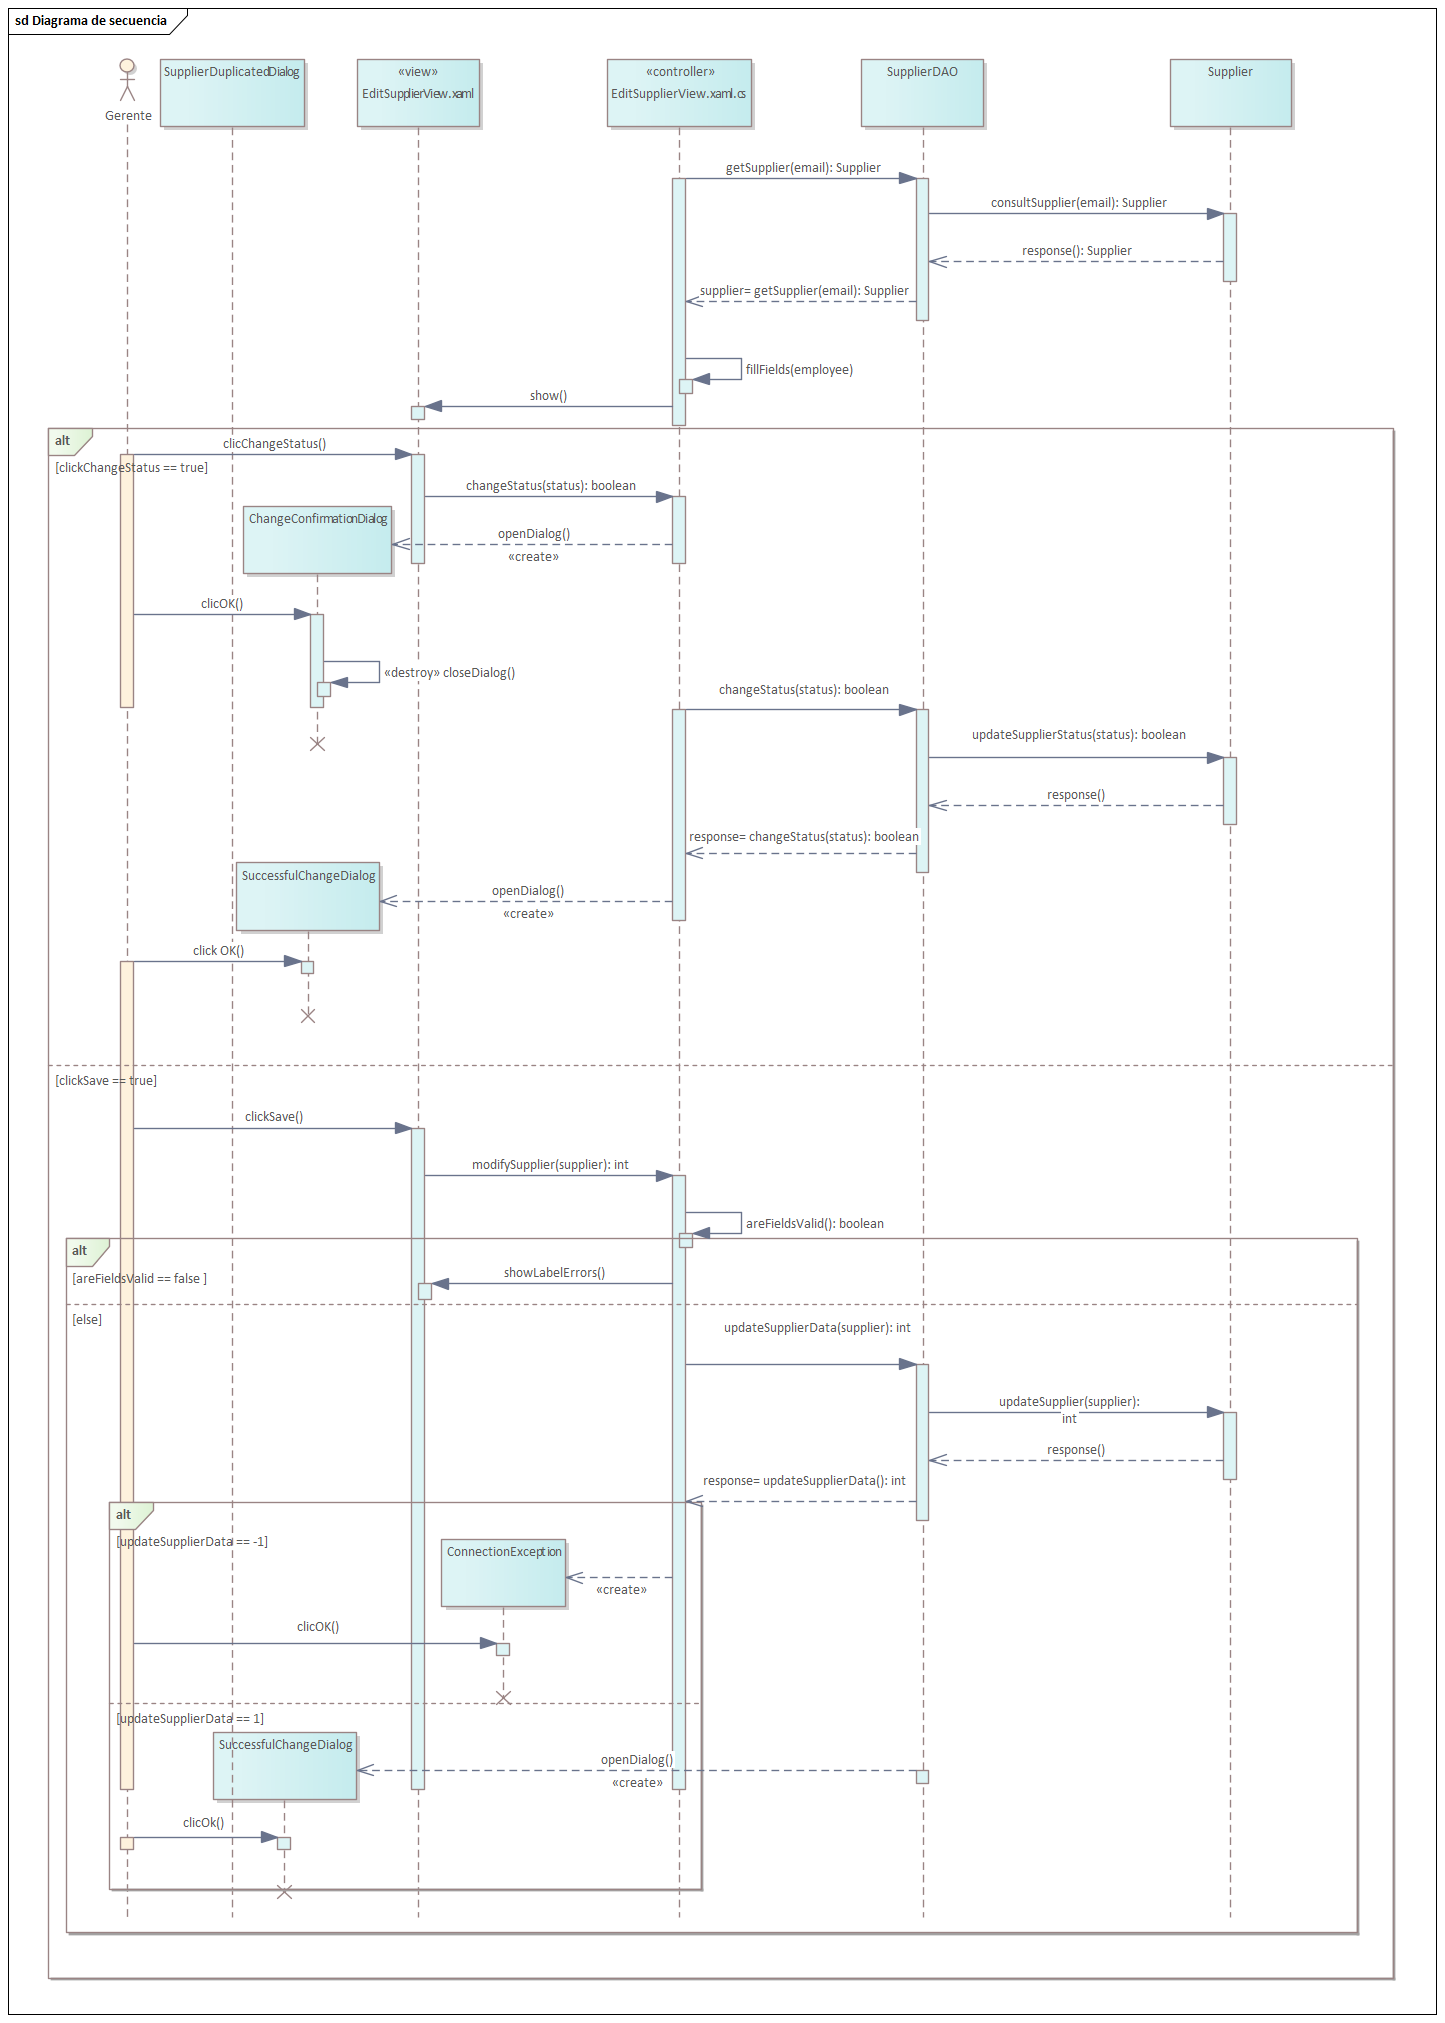 sd Diagrama de secuencia
Gerente
SupplierDuplicatedDialog
«view»
EditSupplierView.xaml
«controller»
EditSupplierView.xaml.cs
SupplierDAO
Supplier
getSupplier(email): Supplier
consultSupplier(email): Supplier
response(): Supplier
supplier= getSupplier(email): Supplier
fillFields(employee)
show()
alt
clicChangeStatus()
[clickChangeStatus == true]
changeStatus(status): boolean
ChangeConfirmationDialog
openDialog()
«create»
clicOK()
«destroy» closeDialog()
changeStatus(status): boolean
updateSupplierStatus(status): boolean
response()
response= changeStatus(status): boolean
SuccessfulChangeDialog
openDialog()
«create»
click OK()
[clickSave == true]
clickSave()
modifySupplier(supplier): int
areFieldsValid(): boolean
alt
[areFieldsValid == false ]
showLabelErrors()
[else]
updateSupplierData(supplier): int
updateSupplier(supplier):
int
response()
response= updateSupplierData(): int
alt
[updateSupplierData == -1]
ConnectionException
«create»
clicOK()
[updateSupplierData == 1]
SuccessfulChangeDialog
openDialog()
«create»
clicOk()